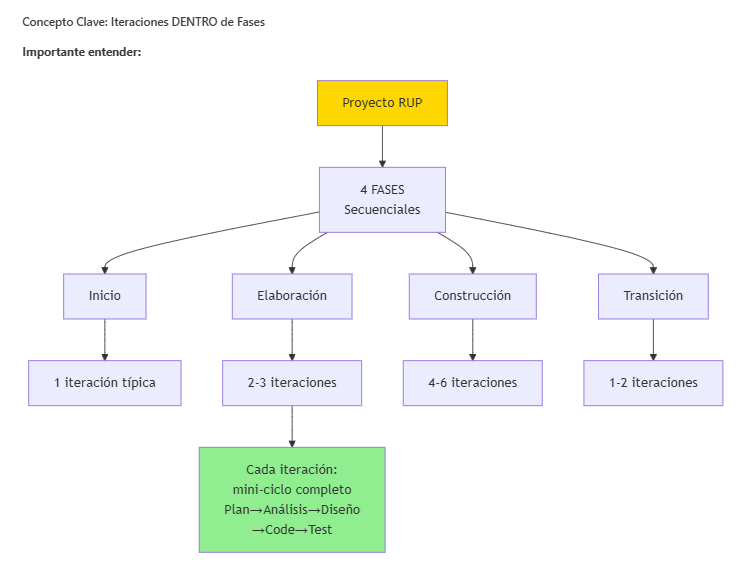 Concepto Clave: Iteraciones DENTRO de Fases
Importante entender:
Proyecto RUP
4 FASES
Secuenciales
Inicio
Elaboración
Construcción
Transición
1 iteración típica
2-3 iteraciones
4-6 iteraciones
1-2 iteraciones
Cada iteración:
mini-ciclo completo
Plan→Análisis→Diseño
→Code→Test